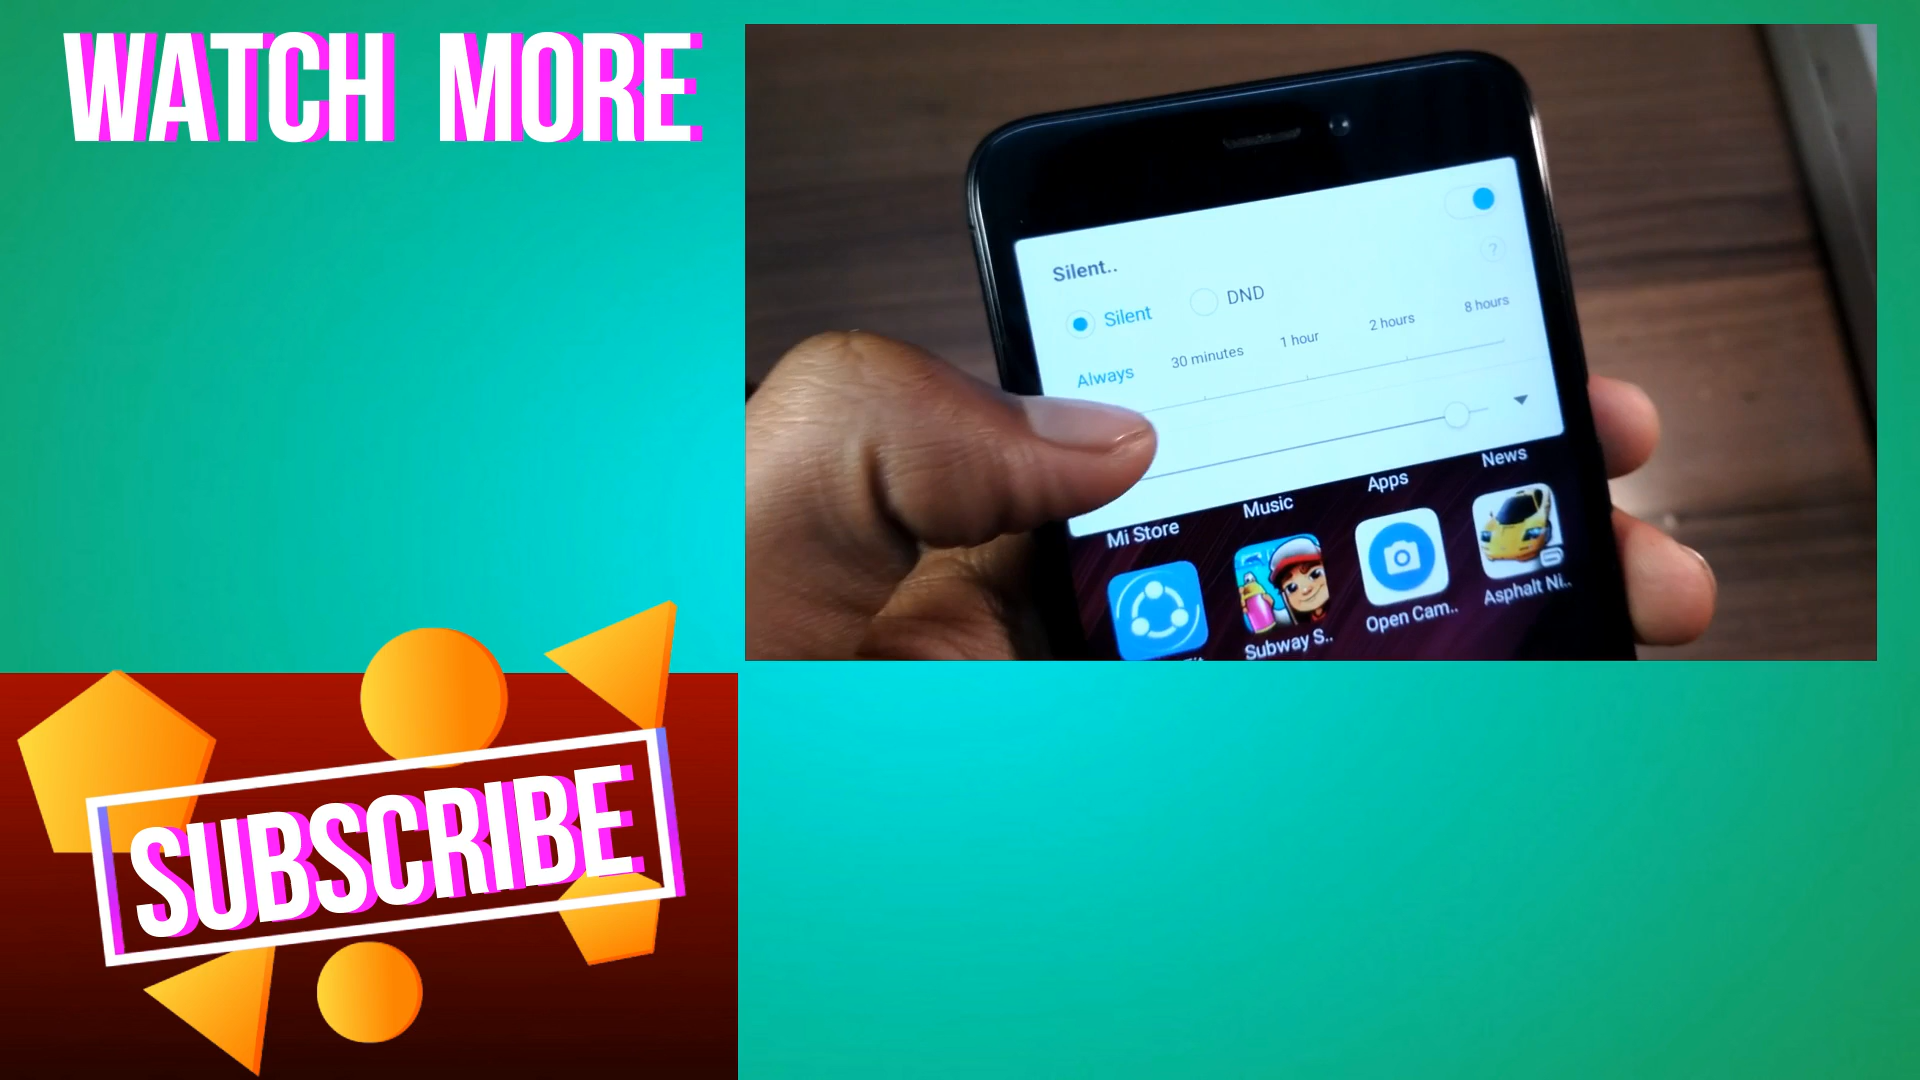 WATCH MORE
Silent..
?
Silent
DND
Always
30 minutes
1 hour
2 hours
8 hours
Mi Store
Music
Apps
News
Subway S..
Open Cam..
Asphalt Ni..
SUBSCRIBE